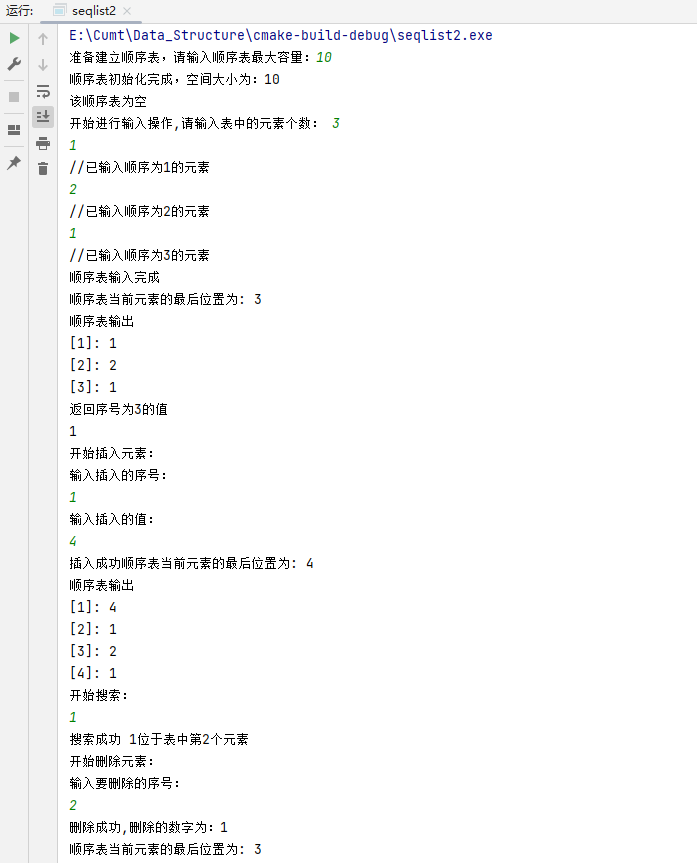 运行: seqlist2
E:\Cumt\Data_Structure\cmake-build-debug\seqlist2.exe
准备建立顺序表，请输入顺序表最大容量：10
顺序表初始化完成，空间大小为：10
该顺序表为空
开始进行输入操作,请输入表中的元素个数： 3
1
//已输入顺序为1的元素
2
//已输入顺序为2的元素
1
//已输入顺序为3的元素
顺序表输入完成
顺序表当前元素的最后位置为: 3
顺序表输出
[1]: 1
[2]: 2
[3]: 1
返回序号为3的值
1
开始插入元素：
输入插入的序号：
1
输入插入的值：
4
插入成功顺序表当前元素的最后位置为: 4
顺序表输出
[1]: 4
[2]: 1
[3]: 2
[4]: 1
开始搜索：
1
搜索成功 1位于表中第2个元素
开始删除元素：
输入要删除的序号：
2
删除成功,删除的数字为：1
顺序表当前元素的最后位置为: 3